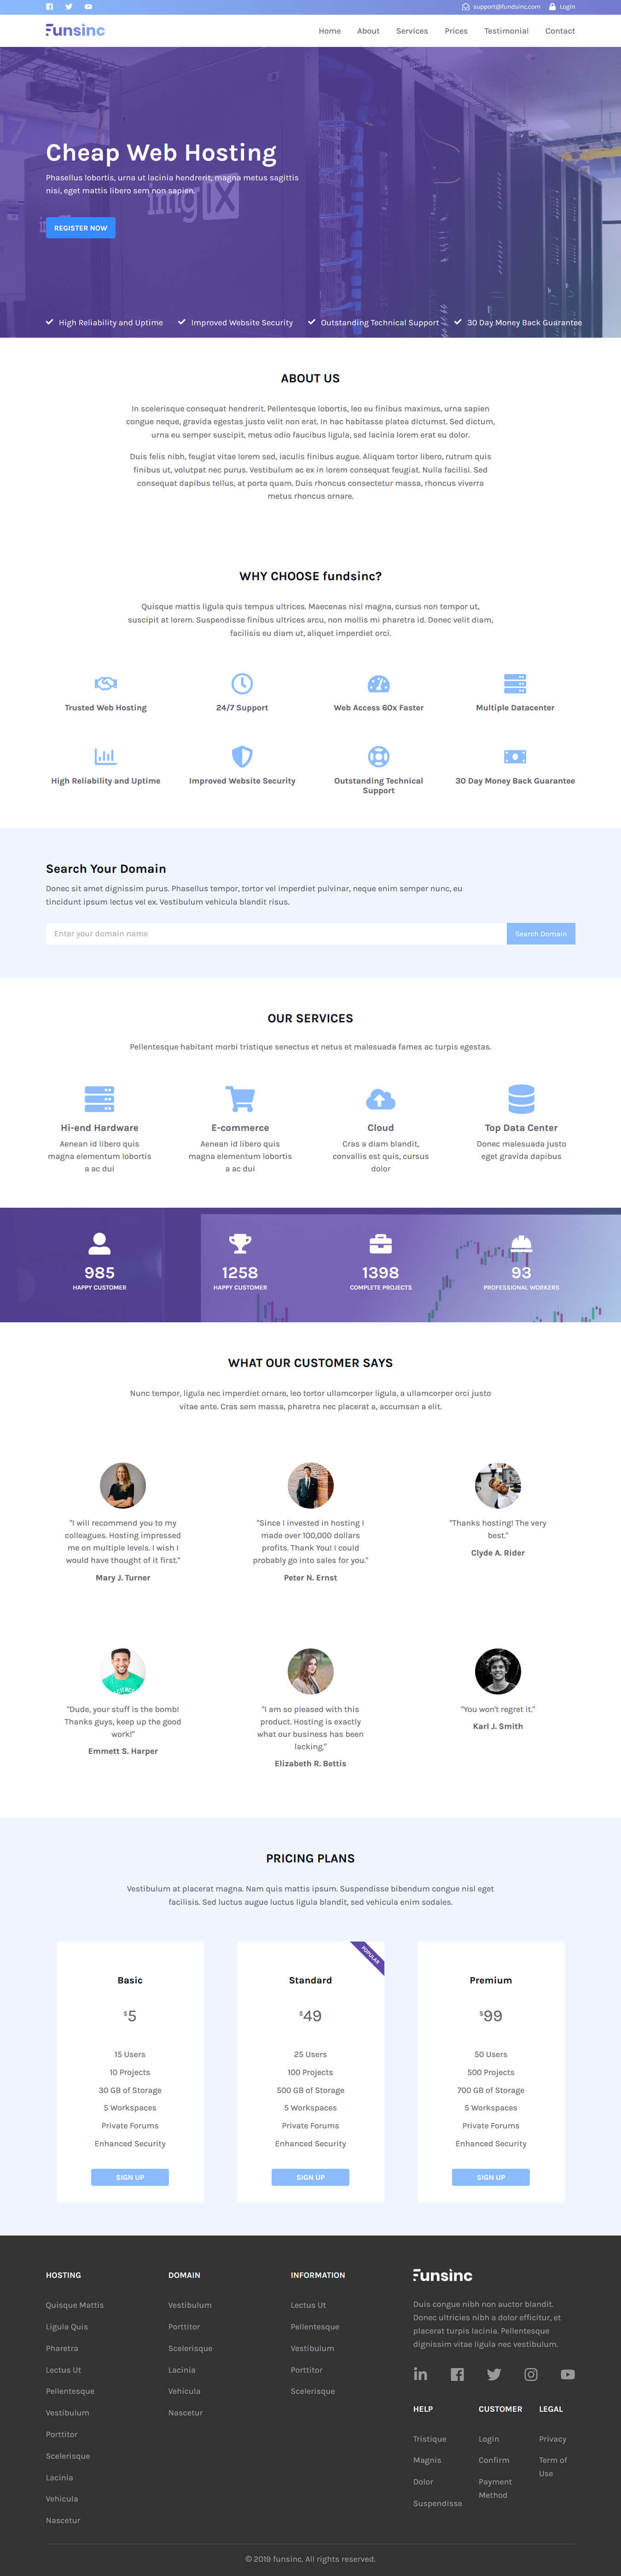 support@fundsinc.com Login
Funsinc
Home About Services Prices Testimonial Contact
Cheap Web Hosting
Phasellus lobortis, urna ut lacinia hendrerit, magna metus sagittis
nisi, eget mattis libero sem non sapien.
imgIX
REGISTER NOW
High Reliability and Uptime Improved Website Security Outstanding Technical Support 30 Day Money Back Guarantee
ABOUT US
In scelerisque consequat hendrerit. Pellentesque lobortis, leo eu finibus maximus, urna sapien
congue neque, gravida egestas justo velit non erat. In hac habitasse platea dictumst. Sed dictum,
urna eu semper suscipit, metus odio faucibus ligula, sed lacinia lorem erat eu dolor.
Duis felis nibh, feugiat vitae lorem sed, iaculis finibus augue. Aliquam tortor libero, rutrum quis
finibus ut, volutpat nec purus. Vestibulum ac ex in lorem consequat feugiat. Nulla facilisi. Sed
consequat dapibus tellus, at porta quam. Duis rhoncus consectetur massa, rhoncus viverra
metus rhoncus ornare.
WHY CHOOSE fundsinc?
Quisque mattis ligula quis tempus ultrices. Maecenas nisl magna, cursus non tempor ut,
suscipit at lorem. Suspendisse finibus ultrices arcu, non mollis mi pharetra id. Donec velit diam,
facilisis eu diam ut, aliquet imperdiet orci.
Trusted Web Hosting
24/7 Support
Web Access 60x Faster
Multiple Datacenter
High Reliability and Uptime
Improved Website Security
Outstanding Technical
Support
30 Day Money Back Guarantee
Search Your Domain
Donec sit amet dignissim purus. Phasellus tempor, tortor vel imperdiet pulvinar, neque enim semper nunc, eu
tincidunt ipsum lectus vel ex. Vestibulum vehicula blandit risus.
Enter your domain name Search Domain
OUR SERVICES
Pellentesque habitant morbi tristique senectus et netus et malesuada fames ac turpis egestas.
Hi-end Hardware
Aenean id libero quis
magna elementum lobortis
a ac dui
E-commerce
Aenean id libero quis
magna elementum lobortis
a ac dui
Cloud
Cras a diam blandit,
convallis est quis, cursus
dolor
Top Data Center
Donec malesuada justo
eget gravida dapibus
985
HAPPY CUSTOMER
1258
HAPPY CUSTOMER
1398
COMPLETE PROJECTS
93
PROFESSIONAL WORKERS
WHAT OUR CUSTOMER SAYS
Nunc tempor, ligula nec imperdiet ornare, leo tortor ullamcorper ligula, a ullamcorper orci justo
vitae ante. Cras sem massa, pharetra nec placerat a, accumsan a elit.
"I will recommend you to my
colleagues. Hosting impressed
me on multiple levels. I wish I
would have thought of it first."
Mary J. Turner
"Since I invested in hosting I
made over 100,000 dollars
profits. Thank You! I could
probably go into sales for you."
Peter N. Ernst
"Thanks hosting! The very
best."
Clyde A. Rider
"Dude, your stuff is the bomb!
Thanks guys, keep up the good
work!"
Emmett S. Harper
"I am so pleased with this
product. Hosting is exactly
what our business has been
lacking."
Elizabeth R. Bettis
"You won't regret it."
Karl J. Smith
PRICING PLANS
Vestibulum at placerat magna. Nam quis mattis ipsum. Suspendisse bibendum congue nisl eget
facilisis. Sed luctus augue luctus ligula blandit, sed vehicula enim sodales.
Basic
$5
15 Users
10 Projects
30 GB of Storage
5 Workspaces
Private Forums
Enhanced Security
SIGN UP
POPULAR
Standard
$49
25 Users
100 Projects
500 GB of Storage
5 Workspaces
Private Forums
Enhanced Security
SIGN UP
Premium
$99
50 Users
500 Projects
700 GB of Storage
5 Workspaces
Private Forums
Enhanced Security
SIGN UP
HOSTING
Quisque Mattis
Ligula Quis
Pharetra
Lectus Ut
Pellentesque
Vestibulum
Porttitor
Scelerisque
Lacinia
Vehicula
Nascetur
DOMAIN
Vestibulum
Porttitor
Scelerisque
Lacinia
Vehicula
Nascetur
INFORMATION
Lectus Ut
Pellentesque
Vestibulum
Porttitor
Scelerisque
Funsinc
Duis congue nibh non auctor blandit.
Donec ultricies nibh a dolor efficitur, et
placerat turpis lacinia. Pellentesque
dignissim vitae ligula nec vestibulum.
HELP
Tristique
Magnis
Dolor
Suspendisse
CUSTOMER
Login
Confirm
Payment
Method
LEGAL
Privacy
Term of
Use
© 2019 funsinc. All rights reserved.